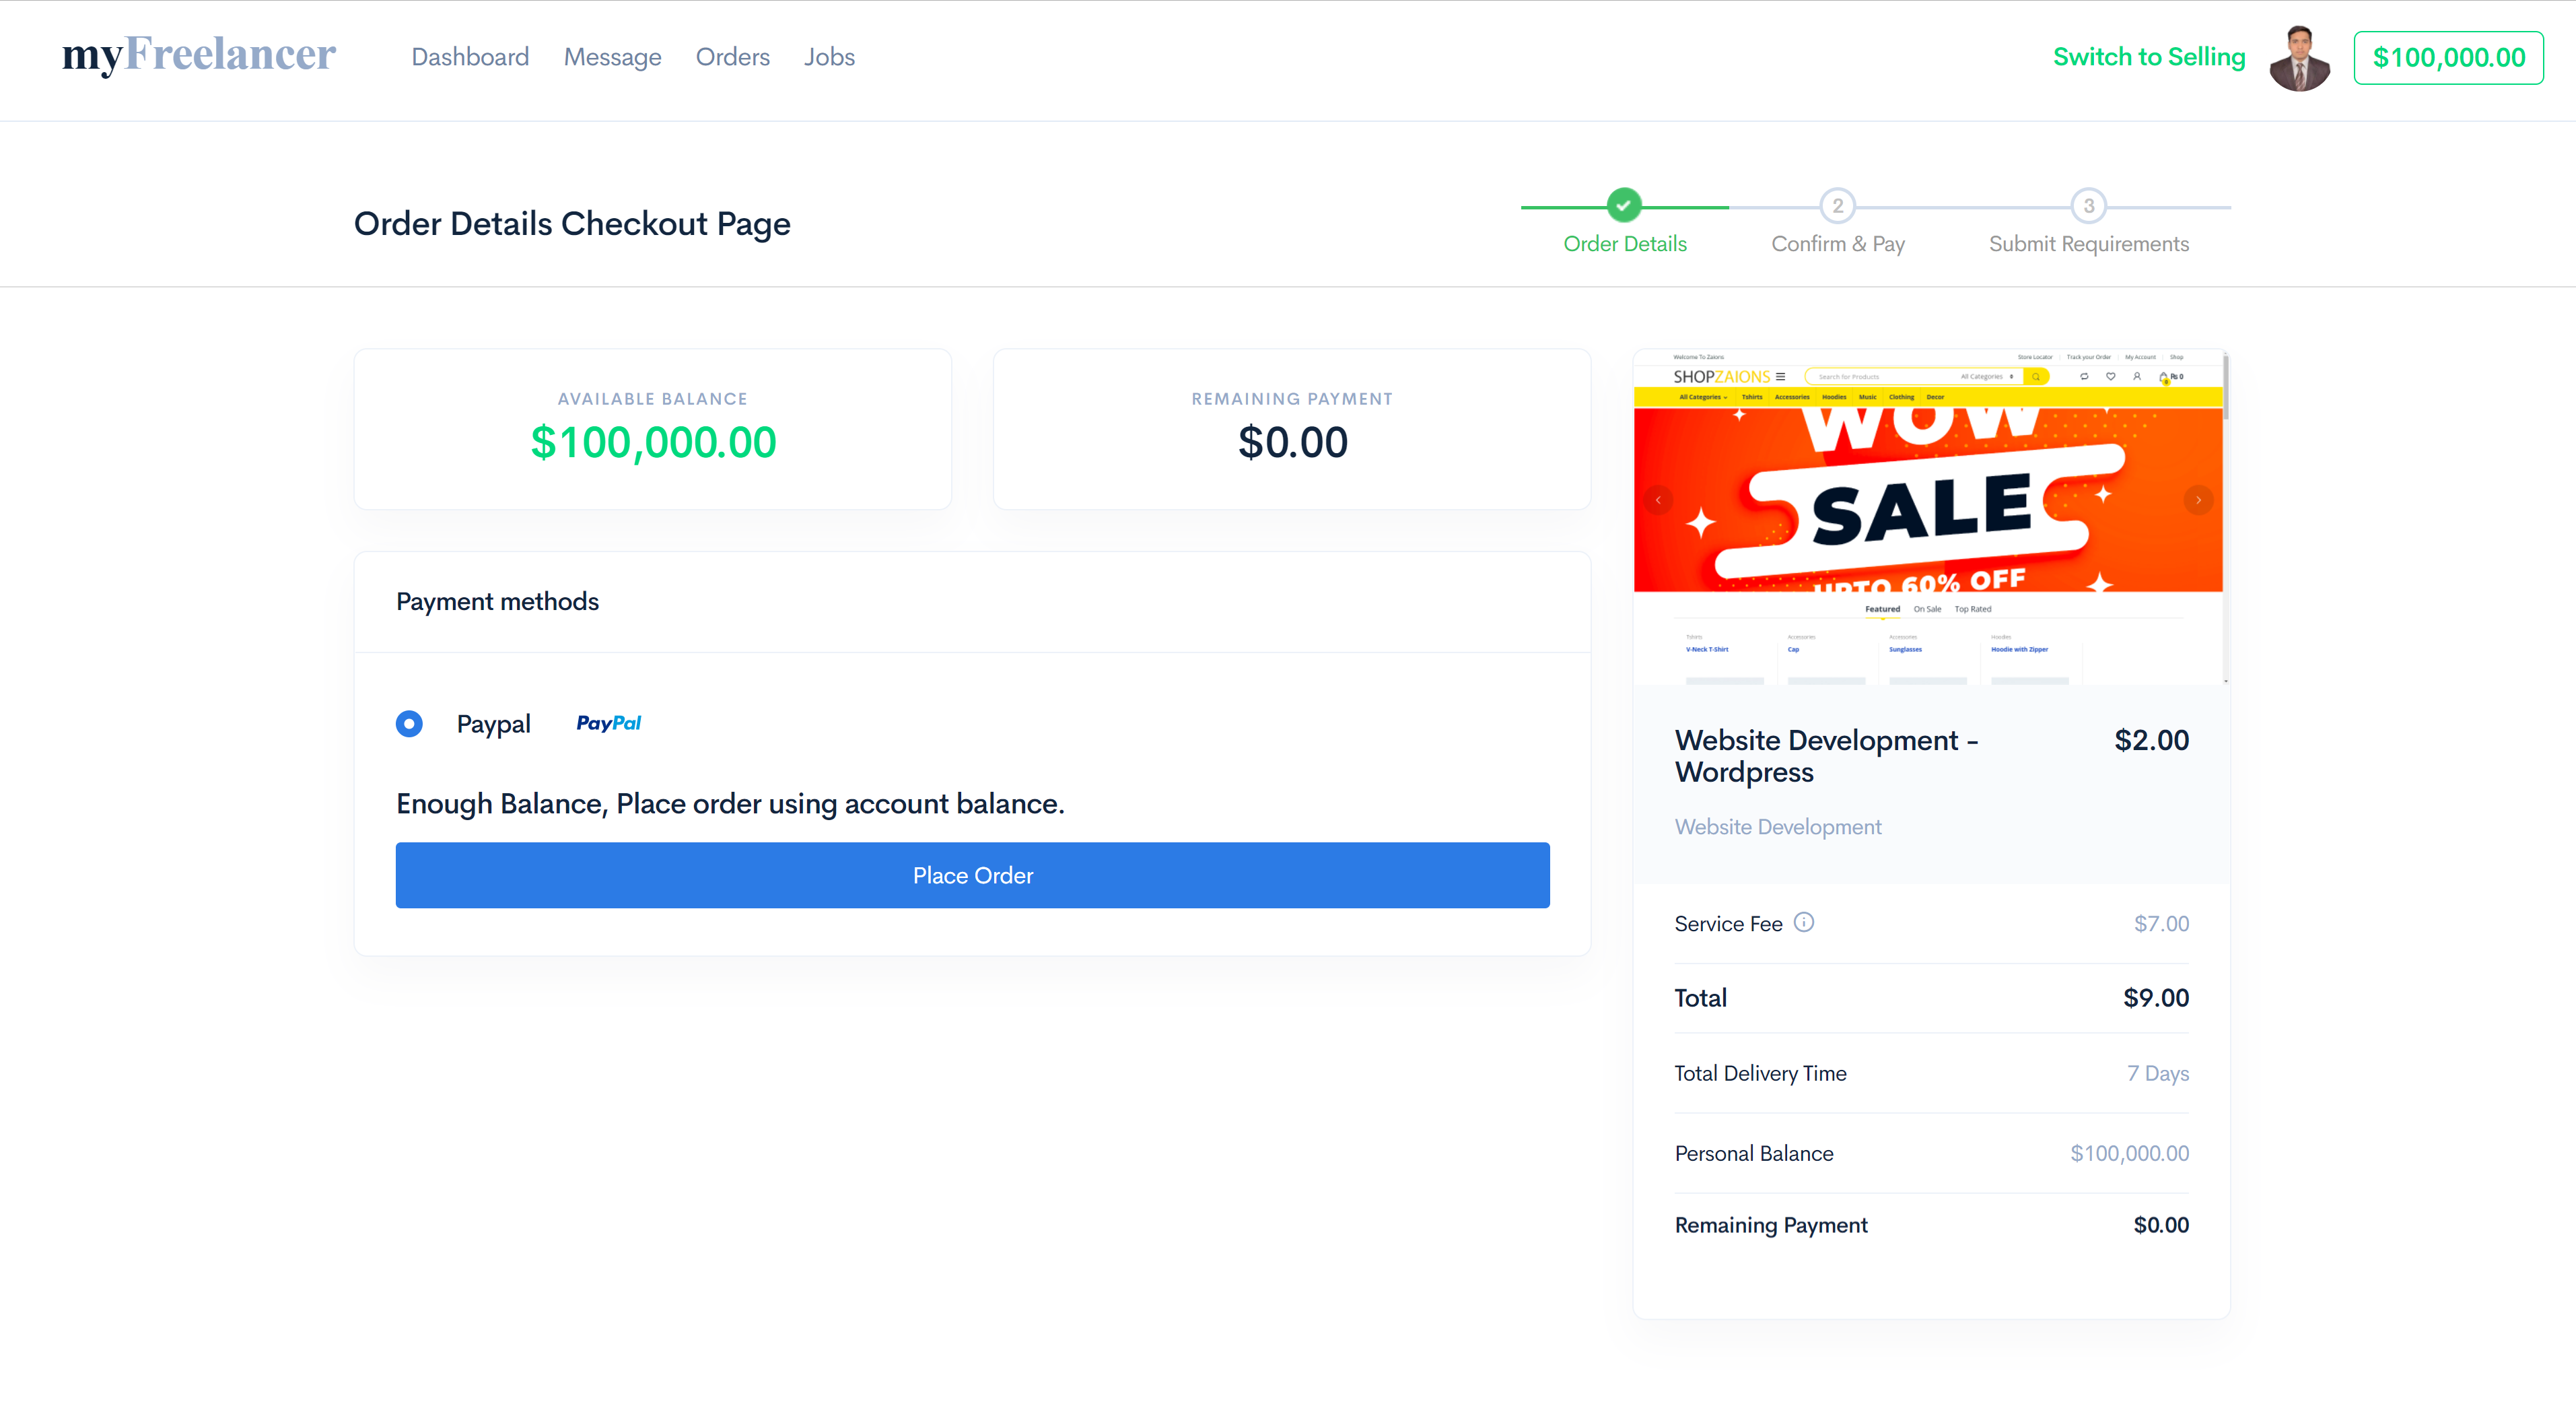 myFreelancer
Dashboard Message Orders Jobs
Switch to Selling
$100,000.00
Order Details Checkout Page
2 3
Order Details Confirm & Pay Submit Requirements
AVAILABLE BALANCE
$100,000.00
REMAINING PAYMENT
$0.00
Payment methods
Paypal PayPal
Enough Balance, Place order using account balance.
Place Order
Welcome To Zaions Store Locator Track your Order My Account Shop
SHOPZAIONS Search for Products All Categories 0 ₨ 0
All Categories Tshirts Accessories Hoodies Music Clothing Decor
WOW
SALE
UPTO 60% OFF
Featured On Sale Top Rated
Tshirts Accessories Accessories Hoodies
V-Neck T-Shirt Cap Sunglasses Hoodie with Zipper
Website Development -
Wordpress
$2.00
Website Development
Service Fee $7.00
Total $9.00
Total Delivery Time 7 Days
Personal Balance $100,000.00
Remaining Payment $0.00